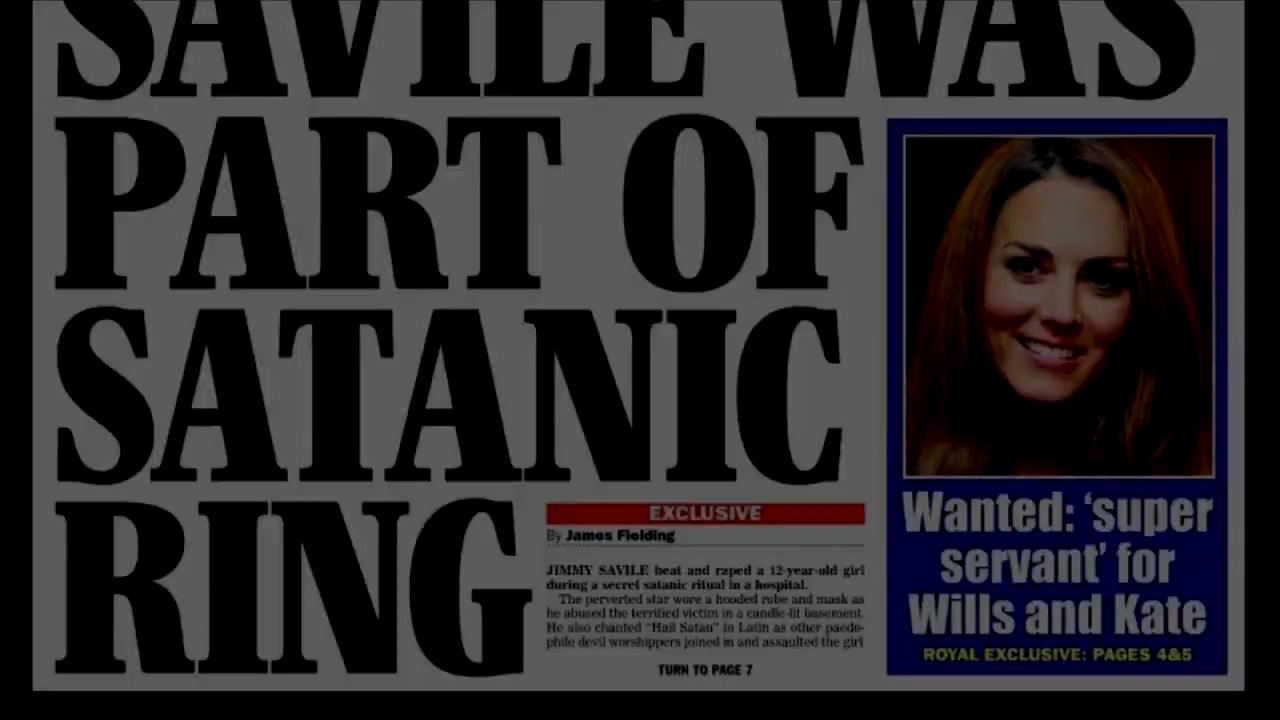 SAVILE WAS
PART OF
SATANIC
RING
EXCLUSIVE
By James Fielding
JIMMY SAVILE beat and raped a 12-year-old girl
during a secret satanic ritual in a hospital.
The perverted star wore a hooded robe and mask as
he abused the terrified victim in a candle-lit basement.
He also chanted “Hail Satan” in Latin as other paedo-
phile devil worshippers joined in and assaulted the girl
TURN TO PAGE 7
Wanted: ‘super
servant’ for
Wills and Kate
ROYAL EXCLUSIVE: PAGES 4&5